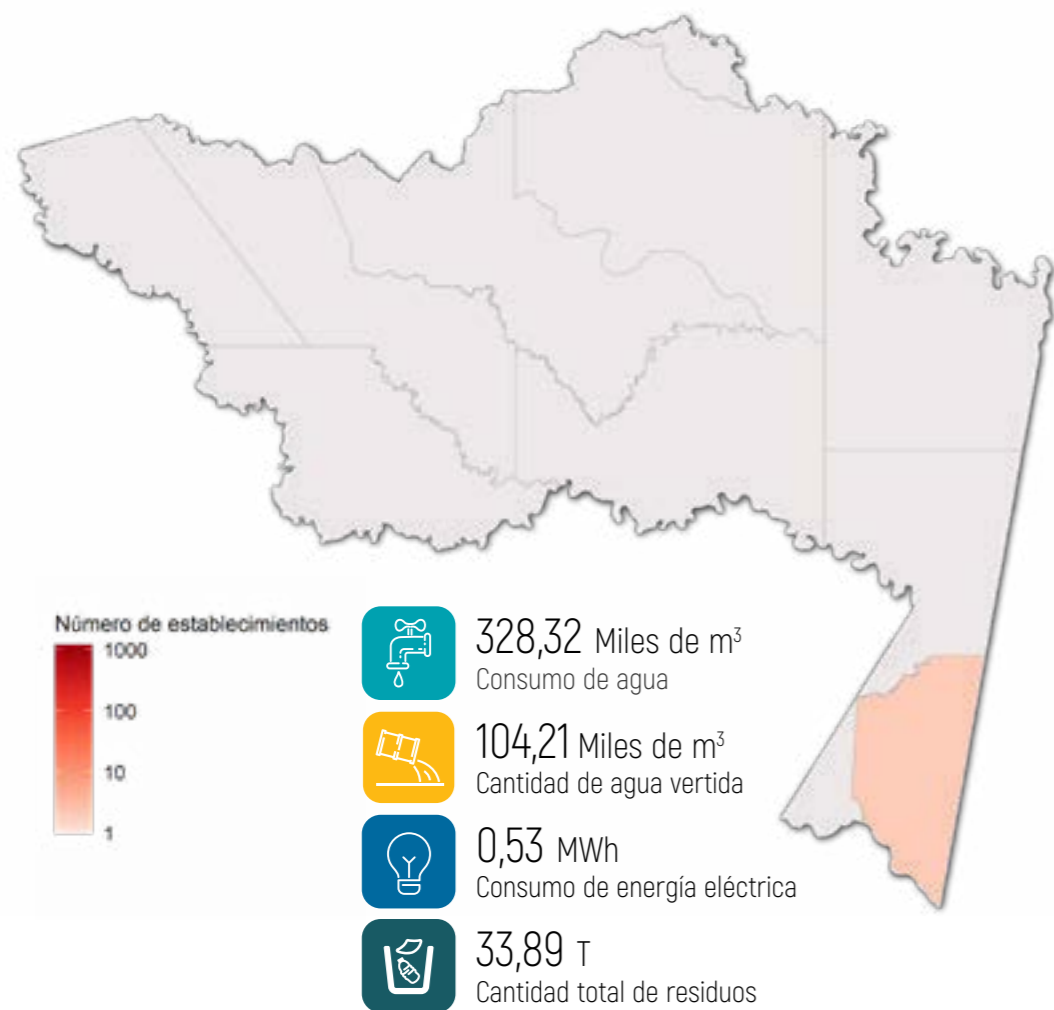 Número de establecimientos
1000
100
10
1
328,32 Miles de m³
Consumo de agua
104,21 Miles de m³
Cantidad de agua vertida
0,53 MWh
Consumo de energía eléctrica
33,89 T
Cantidad total de residuos